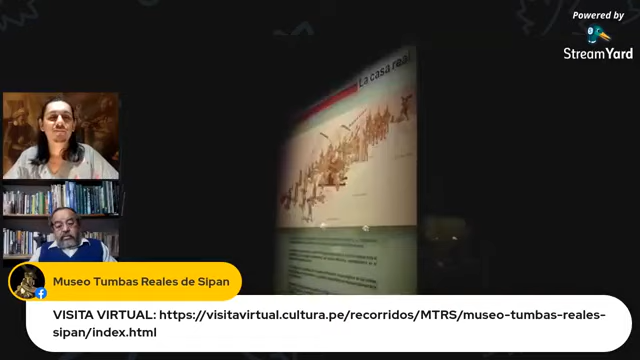 Powered by
StreamYard
La casa real
Museo Tumbas Reales de Sipan
VISITA VIRTUAL: https://visitavirtual.cultura.pe/recorridos/MTRS/museo-tumbas-reales-
sipan/index.html